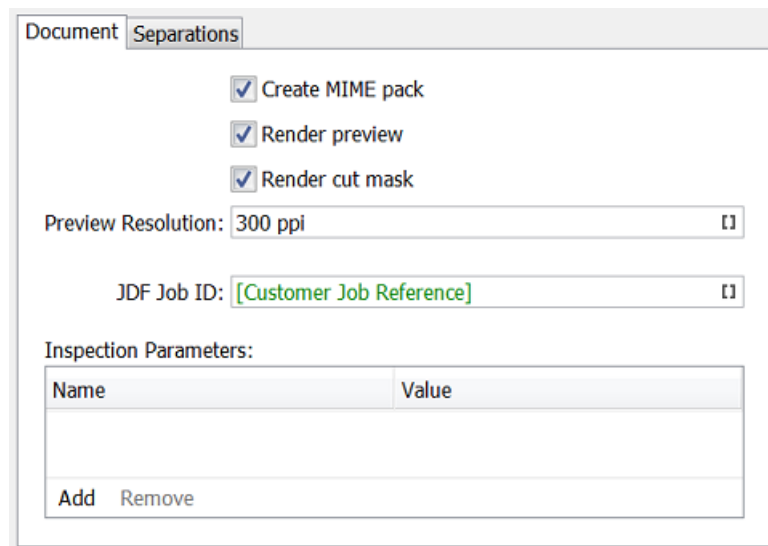 Document Separations
Create MIME pack
Render preview
Render cut mask
Preview Resolution: 300 ppi
JDF Job ID: [Customer Job Reference]
Inspection Parameters:
Name Value
Add Remove